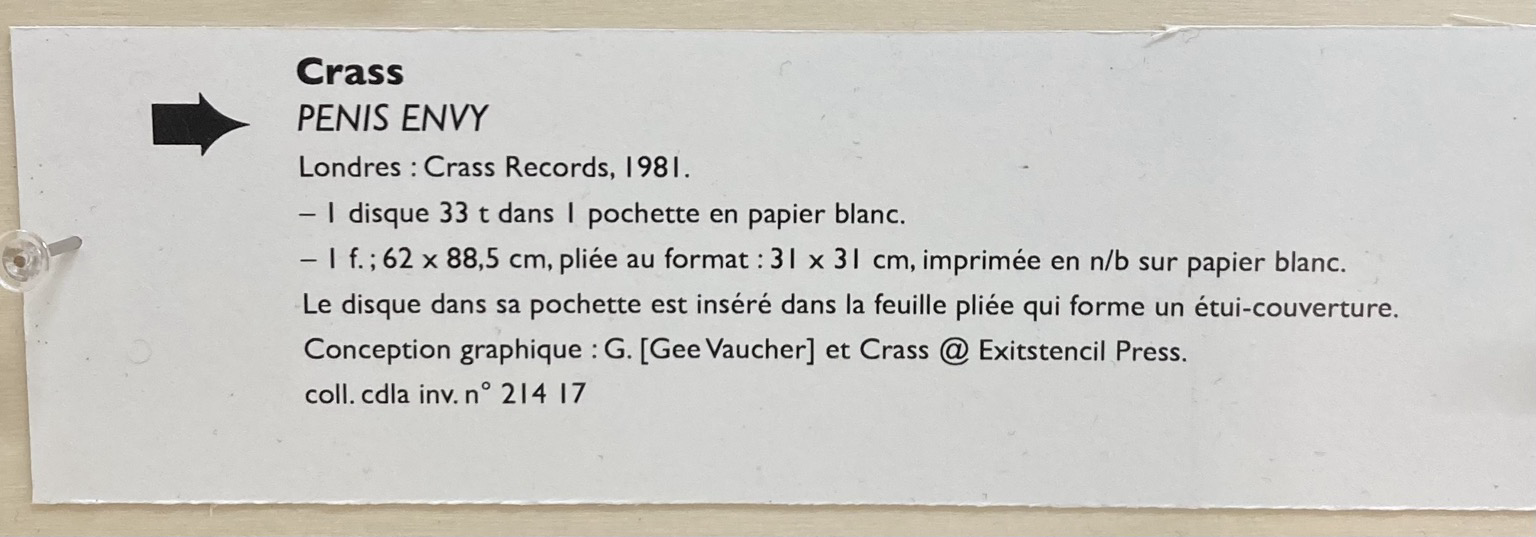 Crass
PENIS ENVY
Londres : Crass Records, 1981.
– 1 disque 33 t dans 1 pochette en papier blanc.
– 1 f. ; 62 x 88,5 cm, pliée au format : 31 x 31 cm, imprimée en n/b sur papier blanc.
Le disque dans sa pochette est inséré dans la feuille pliée qui forme un étui-couverture.
Conception graphique : G. [Gee Vaucher] et Crass @ Exitstencil Press.
coll. cdla inv. n° 214 17